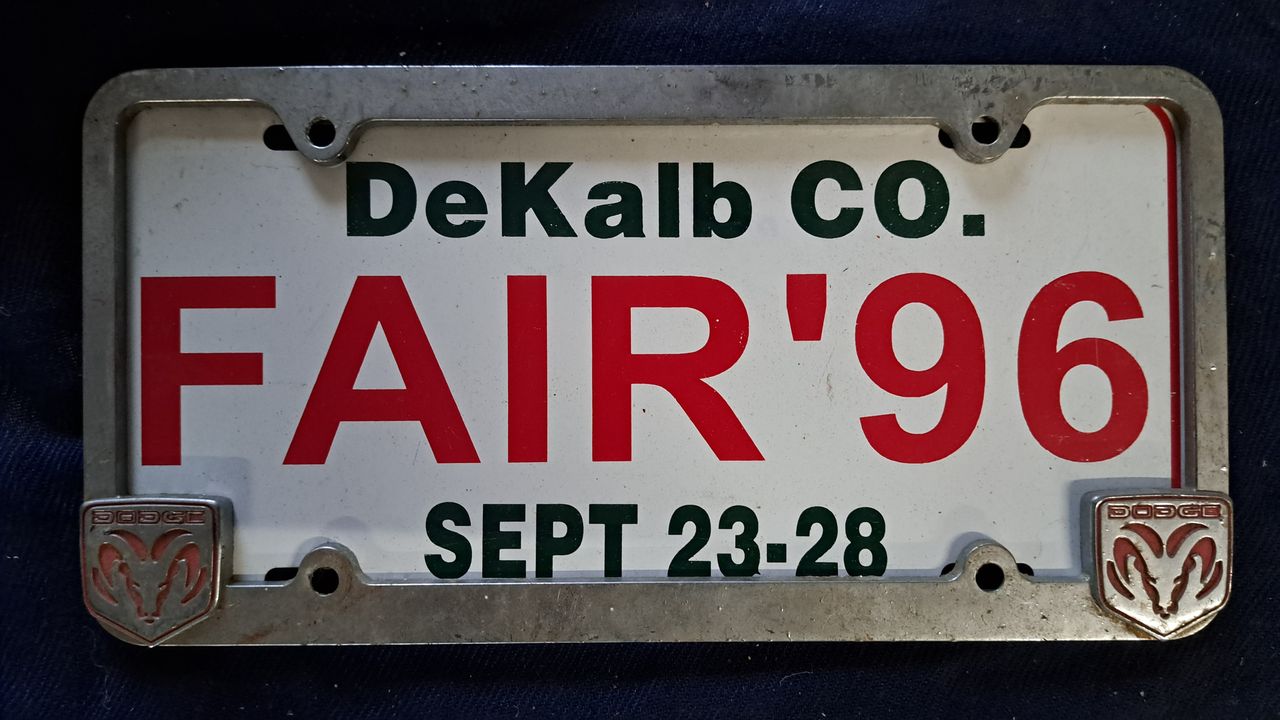 DeKalb CO.
FAIR '96
SEPT 23-28
DODGE
DODGE